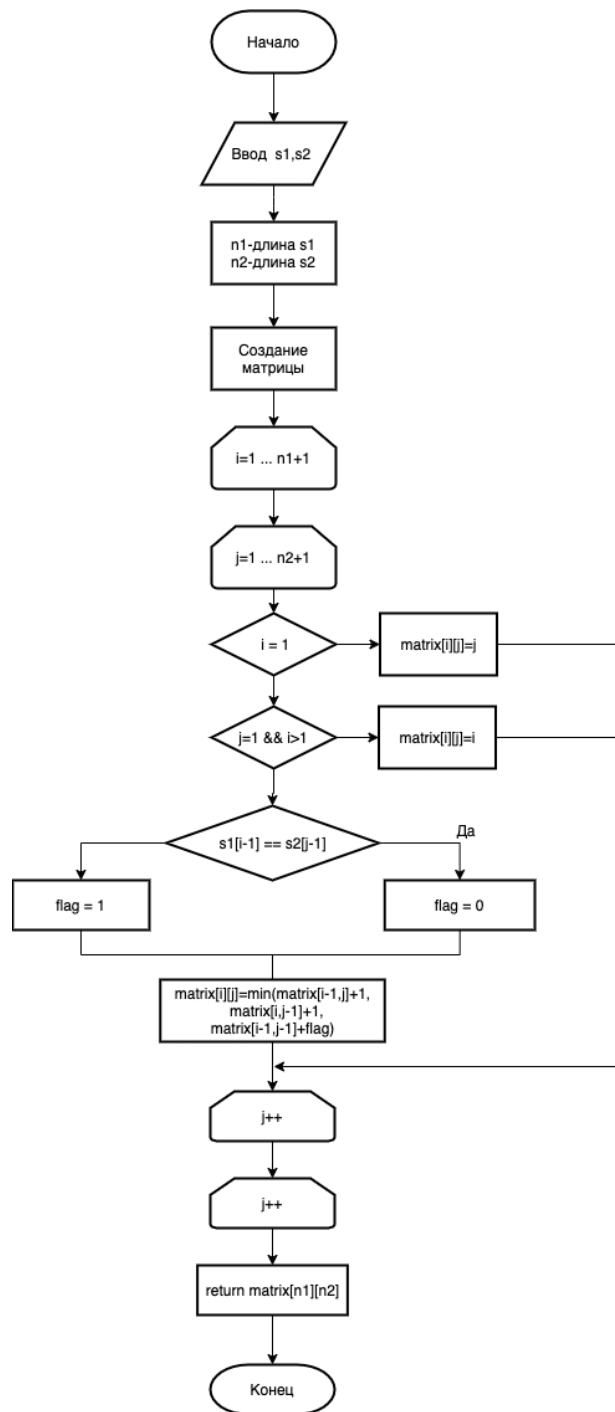 Начало
Ввод s1,s2
n1-длина s1
n2-длина s2
Создание
матрицы
i=1 ... n1+1
j=1 ... n2+1
i = 1
matrix[i][j]=j
j=1 && i>1
matrix[i][j]=i
s1[i-1] == s2[j-1]
Да
flag = 1
flag = 0
matrix[i][j]=min(matrix[i-1,j]+1,
matrix[i,j-1]+1,
matrix[i-1,j-1]+flag)
j++
j++
return matrix[n1][n2]
Конец